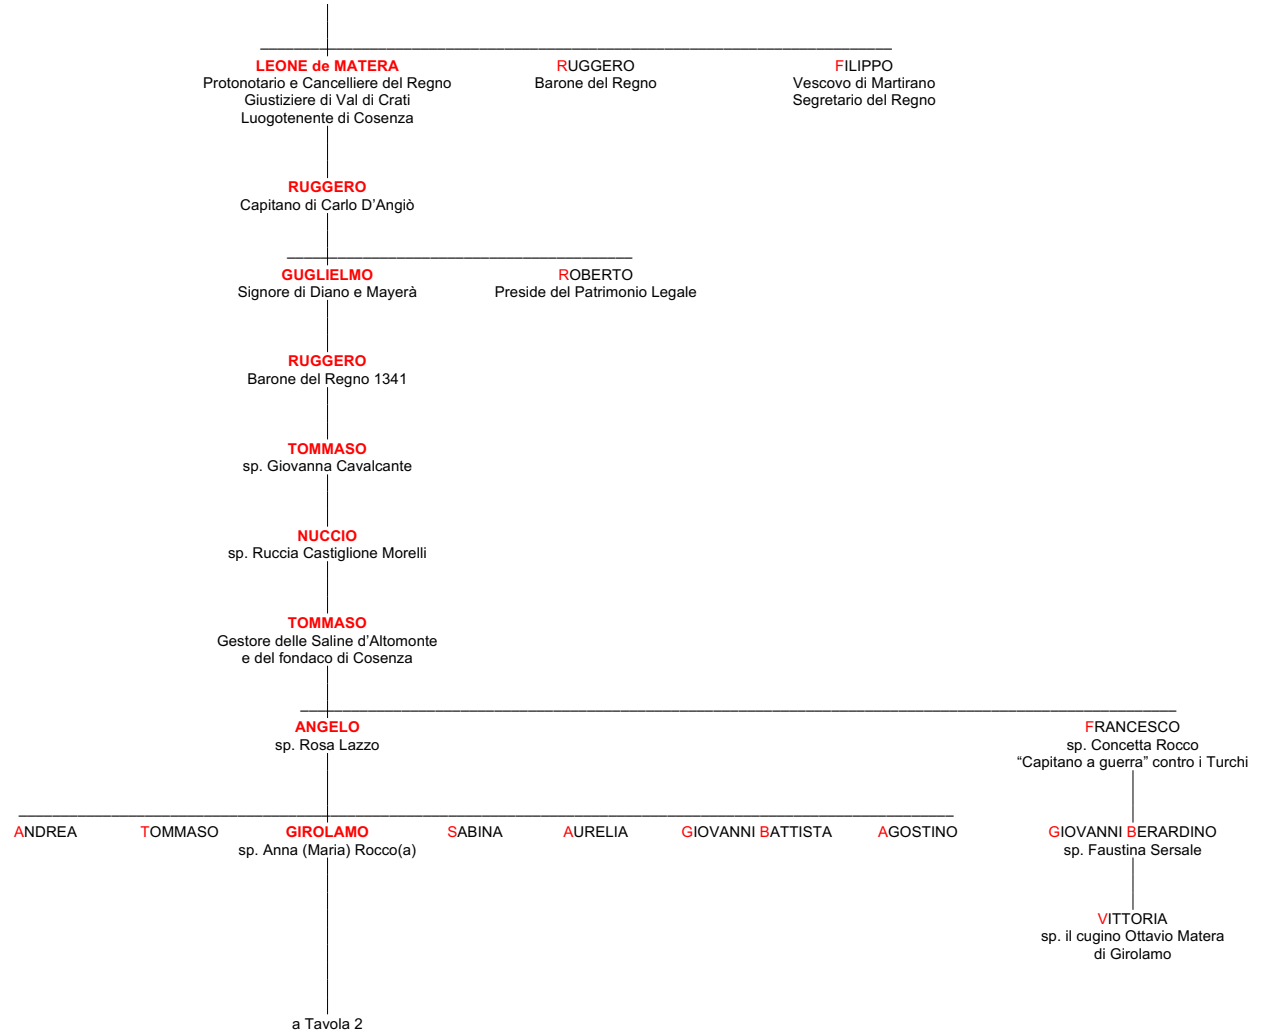 LEONE de MATERA RUGGERO FILIPPO
Protonotario e Cancelliere del Regno Barone del Regno Vescovo di Martirano
Giustiziere di Val di Crati Segretario del Regno
Luogotenente di Cosenza
RUGGERO
Capitano di Carlo D’Angiò
GUGLIELMO ROBERTO
Signore di Diano e Mayerà Preside del Patrimonio Legale
RUGGERO
Barone del Regno 1341
TOMMASO
sp. Giovanna Cavalcante
NUCCIO
sp. Ruccia Castiglione Morelli
TOMMASO
Gestore delle Saline d’Altomonte
e del fondaco di Cosenza
ANGELO FRANCESCO
sp. Rosa Lazzo sp. Concetta Rocco
“Capitano a guerra” contro i Turchi
ANDREA TOMMASO GIROLAMO SABINA AURELIA GIOVANNI BATTISTA AGOSTINO GIOVANNI BERARDINO
sp. Anna (Maria) Rocco(a) sp. Faustina Sersale
VITTORIA
sp. il cugino Ottavio Matera
di Girolamo
a Tavola 2